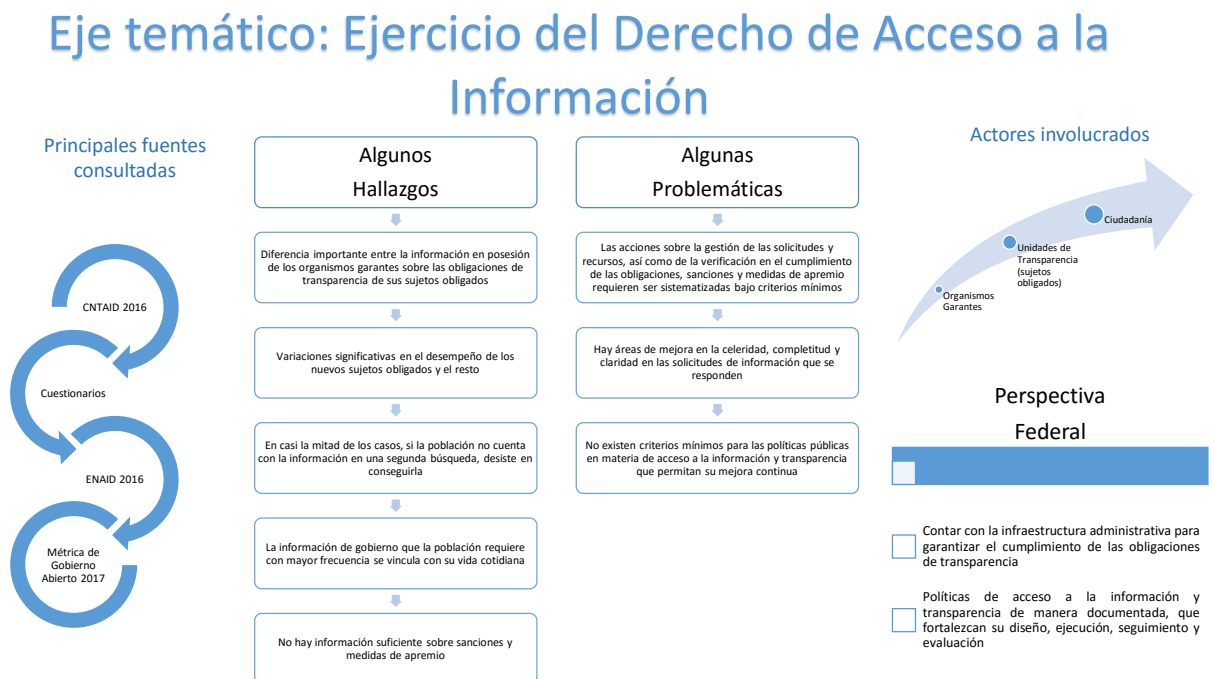 Eje temático: Ejercicio del Derecho de Acceso a la
Información
Principales fuentes
consultadas
CNTAID 2016
Cuestionarios
ENAID 2016
Métrica de
Gobierno
Abierto 2017
Algunos
Hallazgos
Diferencia importante entre la información en posesión
de los organismos garantes sobre las obligaciones de
transparencia de sus sujetos obligados
Variaciones significativas en el desempeño de los
nuevos sujetos obligados y el resto
En casi la mitad de los casos, si la población no cuenta
con la información en una segunda búsqueda, desiste en
conseguirla
La información de gobierno que la población requiere
con mayor frecuencia se vincula con su vida cotidiana
No hay información suficiente sobre sanciones y
medidas de apremio
Algunas
Problemáticas
Las acciones sobre la gestión de las solicitudes y
recursos, así como de la verificación en el cumplimiento
de las obligaciones, sanciones y medidas de apremio
requieren ser sistematizadas bajo criterios mínimos
Hay áreas de mejora en la celeridad, completitud y
claridad en las solicitudes de información que se
responden
No existen criterios mínimos para las políticas públicas
en materia de acceso a la información y transparencia
que permitan su mejora continua
Actores involucrados
Ciudadanía
Unidades de
Transparencia
(sujetos
obligados)
Organismos
Garantes
Perspectiva
Federal
Contar con la infraestructura administrativa para
garantizar el cumplimiento de las obligaciones
de transparencia
Políticas de acceso a la información y
transparencia de manera documentada, que
fortalezcan su diseño, ejecución, seguimiento y
evaluación